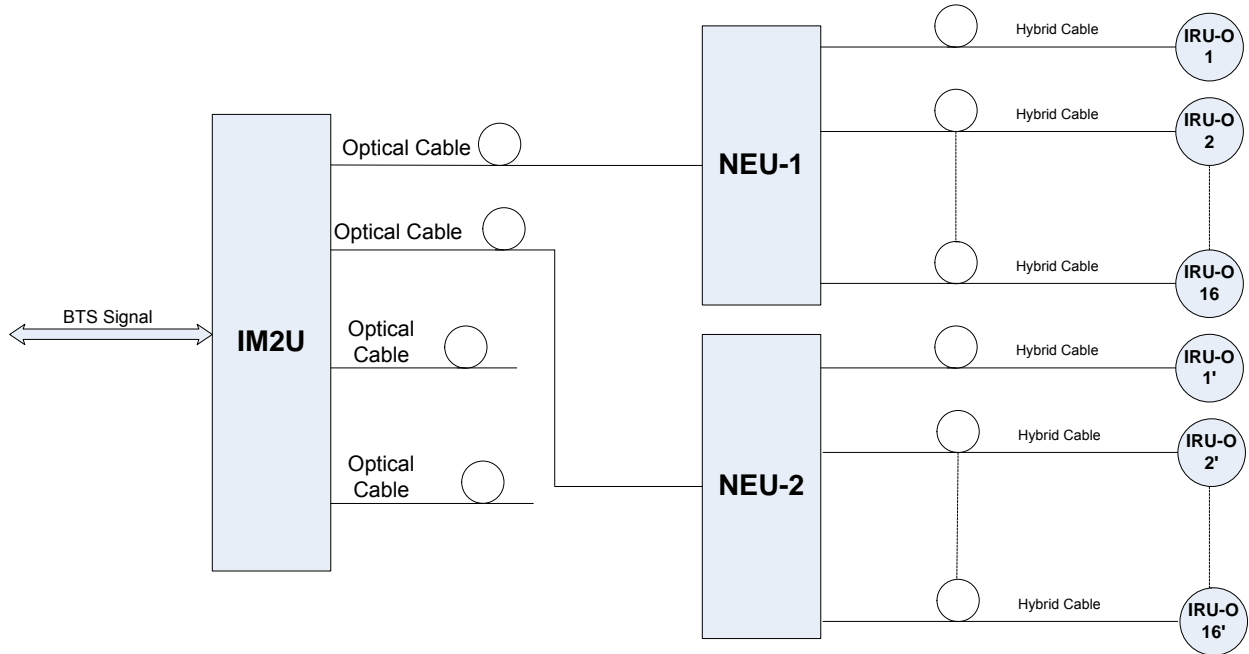 BTS Signal
IM2U
Optical Cable
Optical Cable
Optical
Cable
Optical
Cable
NEU-1
Hybrid Cable
IRU-O
1
Hybrid Cable
IRU-O
2
Hybrid Cable
IRU-O
16
NEU-2
Hybrid Cable
IRU-O
1'
Hybrid Cable
IRU-O
2'
Hybrid Cable
IRU-O
16'